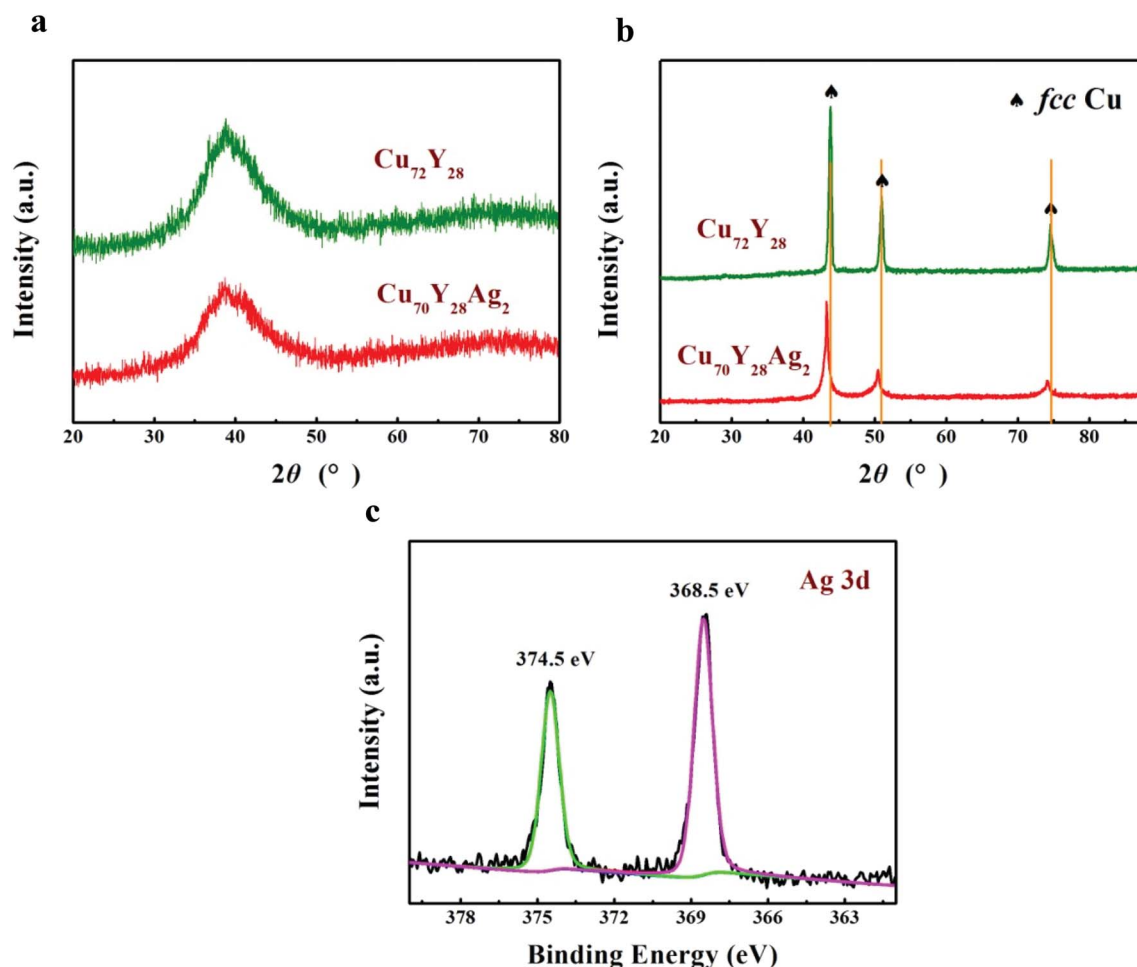 a
Intensity (a.u.)
Cu72Y28
Cu70Y28Ag2
20 30 40 50 60 70 80
2θ (°)
b
♠ fcc Cu
Intensity (a.u.)
Cu72Y28
Cu70Y28Ag2
20 30 40 50 60 70 80
2θ (°)
c
Ag 3d
368.5 eV
374.5 eV
Intensity (a.u.)
378 375 372 369 366 363
Binding Energy (eV)